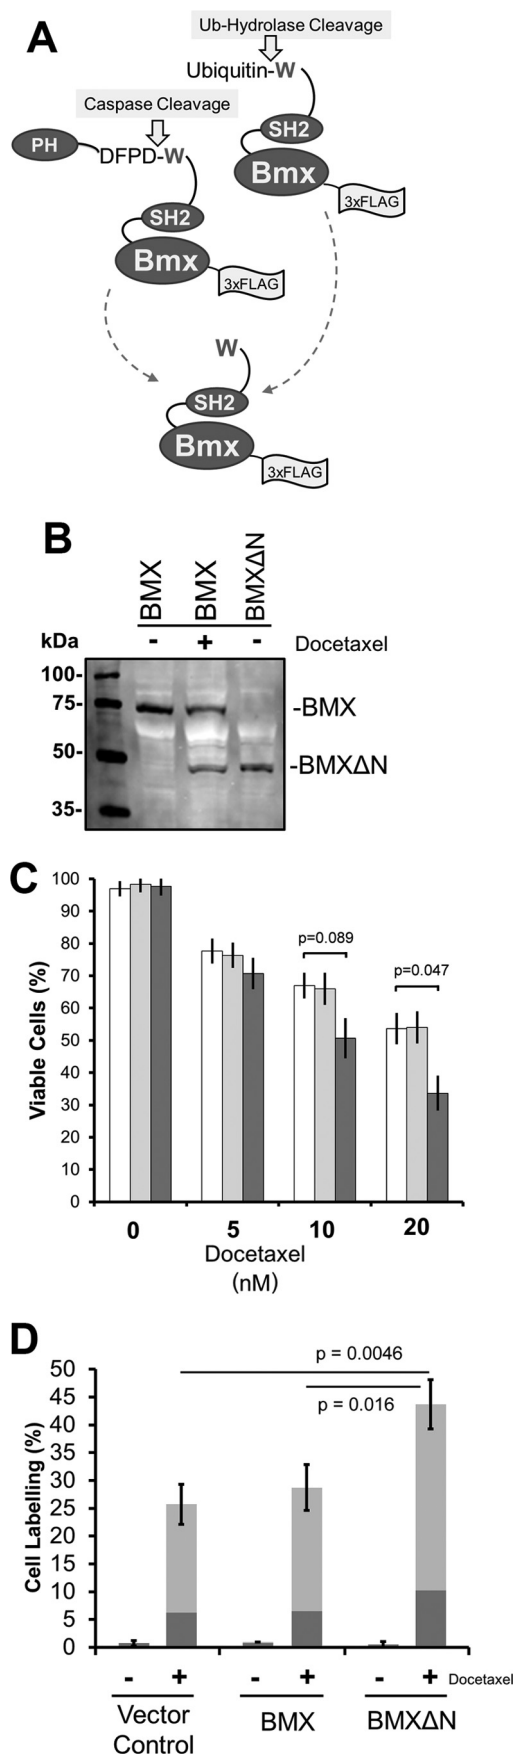 A
Ub-Hydrolase Cleavage
Ubiquitin-W
Caspase Cleavage
SH2
PH
DFPD-W
Bmx
3xFLAG
SH2
Bmx
3xFLAG
W
SH2
Bmx
3xFLAG
B
BMX
BMX
BMXΔN
kDa
- + - Docetaxel
100-
75-
-BMX
50-
-BMXΔN
35-
C
100
90
80
70
60
50
40
30
20
10
0
Viable Cells (%)
p=0.089
p=0.047
0 5 10 20
Docetaxel
(nM)
D
50
45
40
35
30
25
20
15
10
5
0
Cell Labelling (%)
p = 0.0046
p = 0.016
- + - + - + Docetaxel
Vector
Control
BMX
BMXΔN